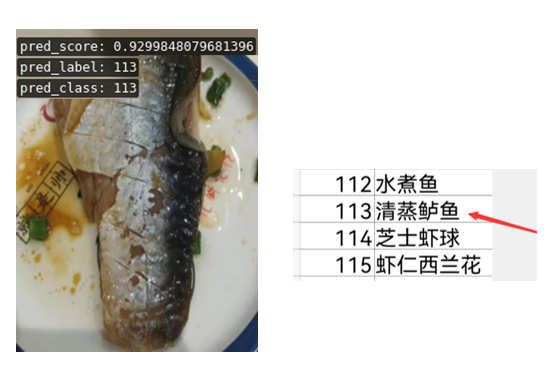 pred_score: 0.9299848079681396
pred_label: 113
pred_class: 113
112 水煮鱼
113 清蒸鲈鱼
114 芝士虾球
115 虾仁西兰花